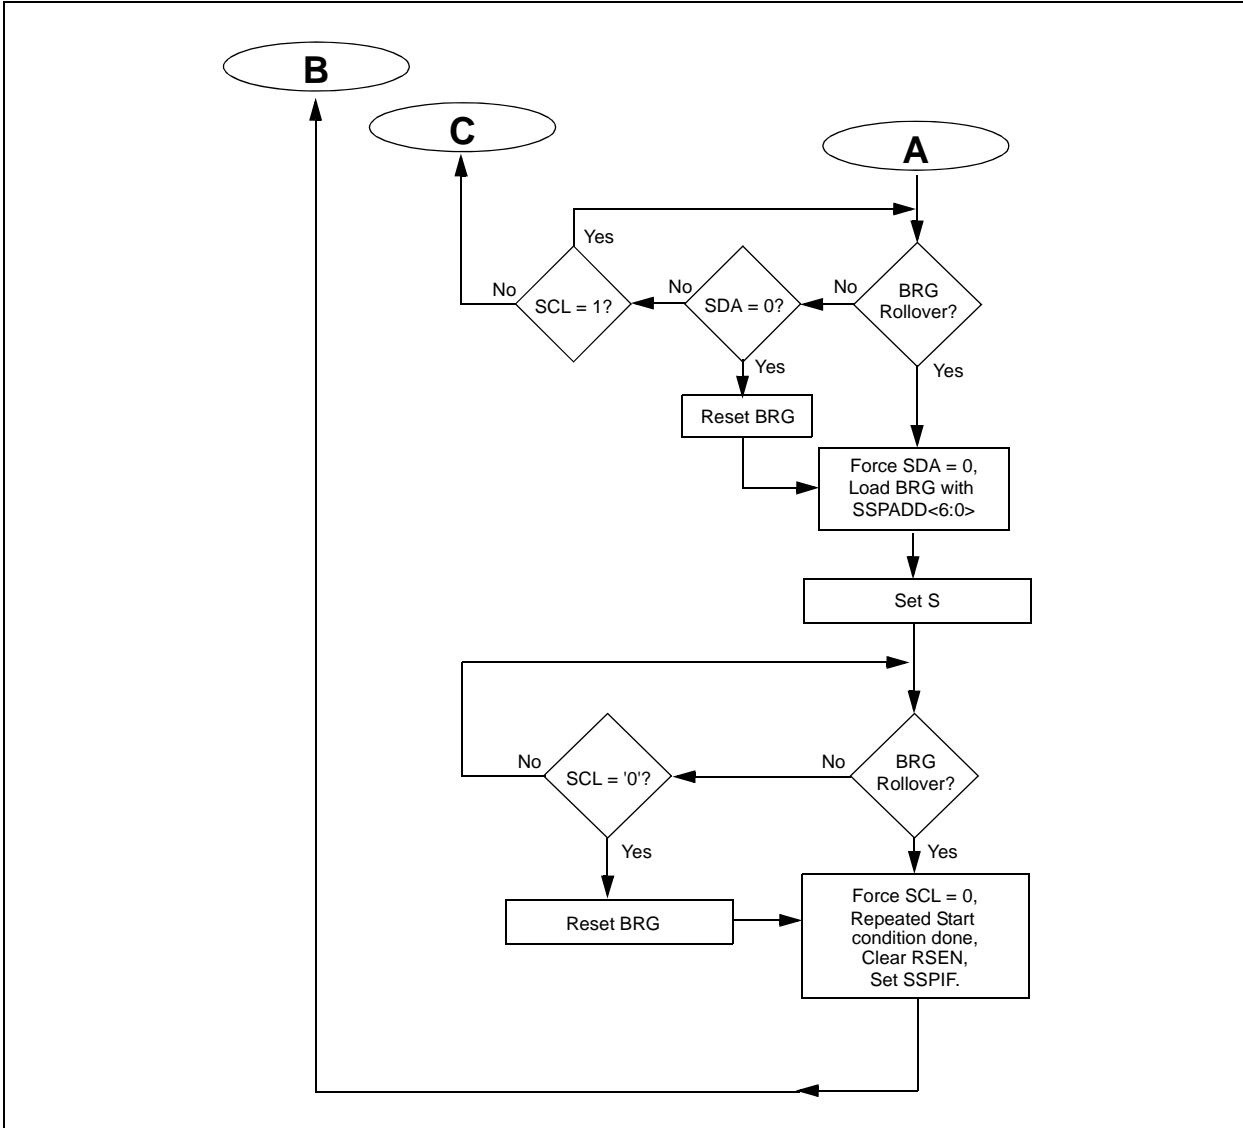 B
C
A
Yes
No
SCL = 1?
No
SDA = 0?
No
BRG
Rollover?
Yes
Yes
Reset BRG
Force SDA = 0,
Load BRG with
SSPADD<6:0>
Set S
No
SCL = '0'?
No
BRG
Rollover?
Yes
Yes
Reset BRG
Force SCL = 0,
Repeated Start
condition done,
Clear RSEN,
Set SSPIF.